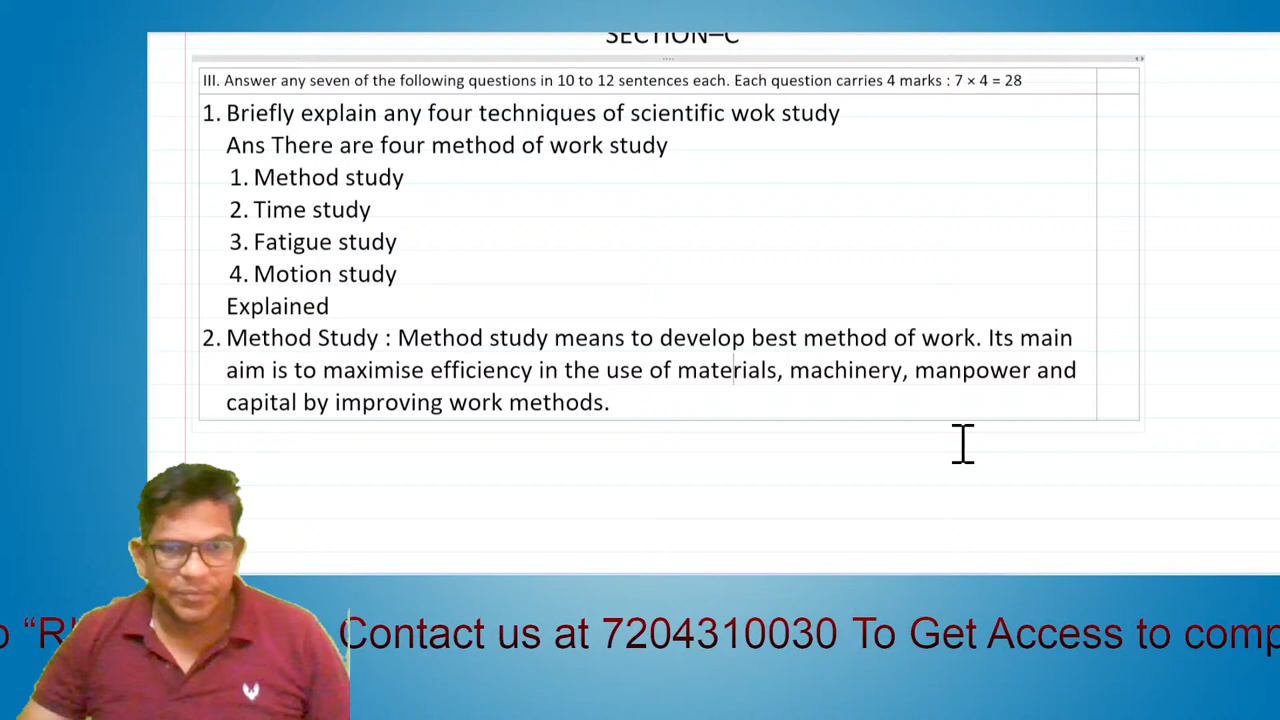 SECTION–C
III. Answer any seven of the following questions in 10 to 12 sentences each. Each question carries 4 marks : 7 × 4 = 28
1. Briefly explain any four techniques of scientific wok study
Ans There are four method of work study
1. Method study
2. Time study
3. Fatigue study
4. Motion study
Explained
2. Method Study : Method study means to develop best method of work. Its main
aim is to maximise efficiency in the use of materials, machinery, manpower and
capital by improving work methods.
Contact us at 7204310030 To Get Access to comp